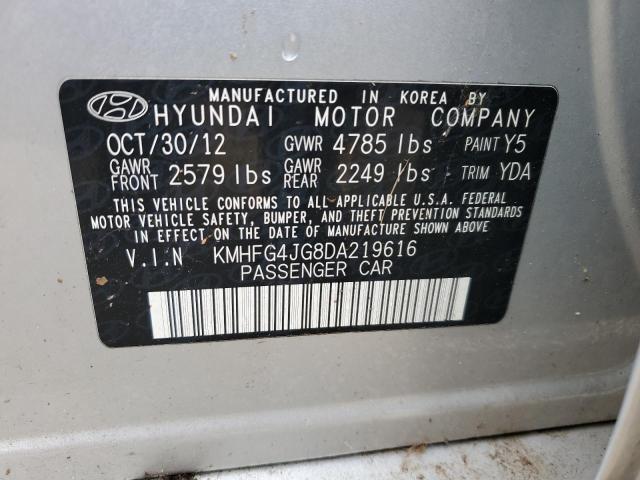 MANUFACTURED IN KOREA BY
HYUNDAI MOTOR COMPANY
OCT/30/12 GVWR 4785 lbs PAINT Y5
GAWR FRONT 2579 lbs GAWR REAR 2249 lbs TRIM YDA
THIS VEHICLE CONFORMS TO ALL APPLICABLE U.S.A. FEDERAL
MOTOR VEHICLE SAFETY, BUMPER, AND THEFT PREVENTION STANDARDS
IN EFFECT ON THE DATE OF MANUFACTURE SHOWN ABOVE
V.I.N KMHFG4JG8DA219616
PASSENGER CAR